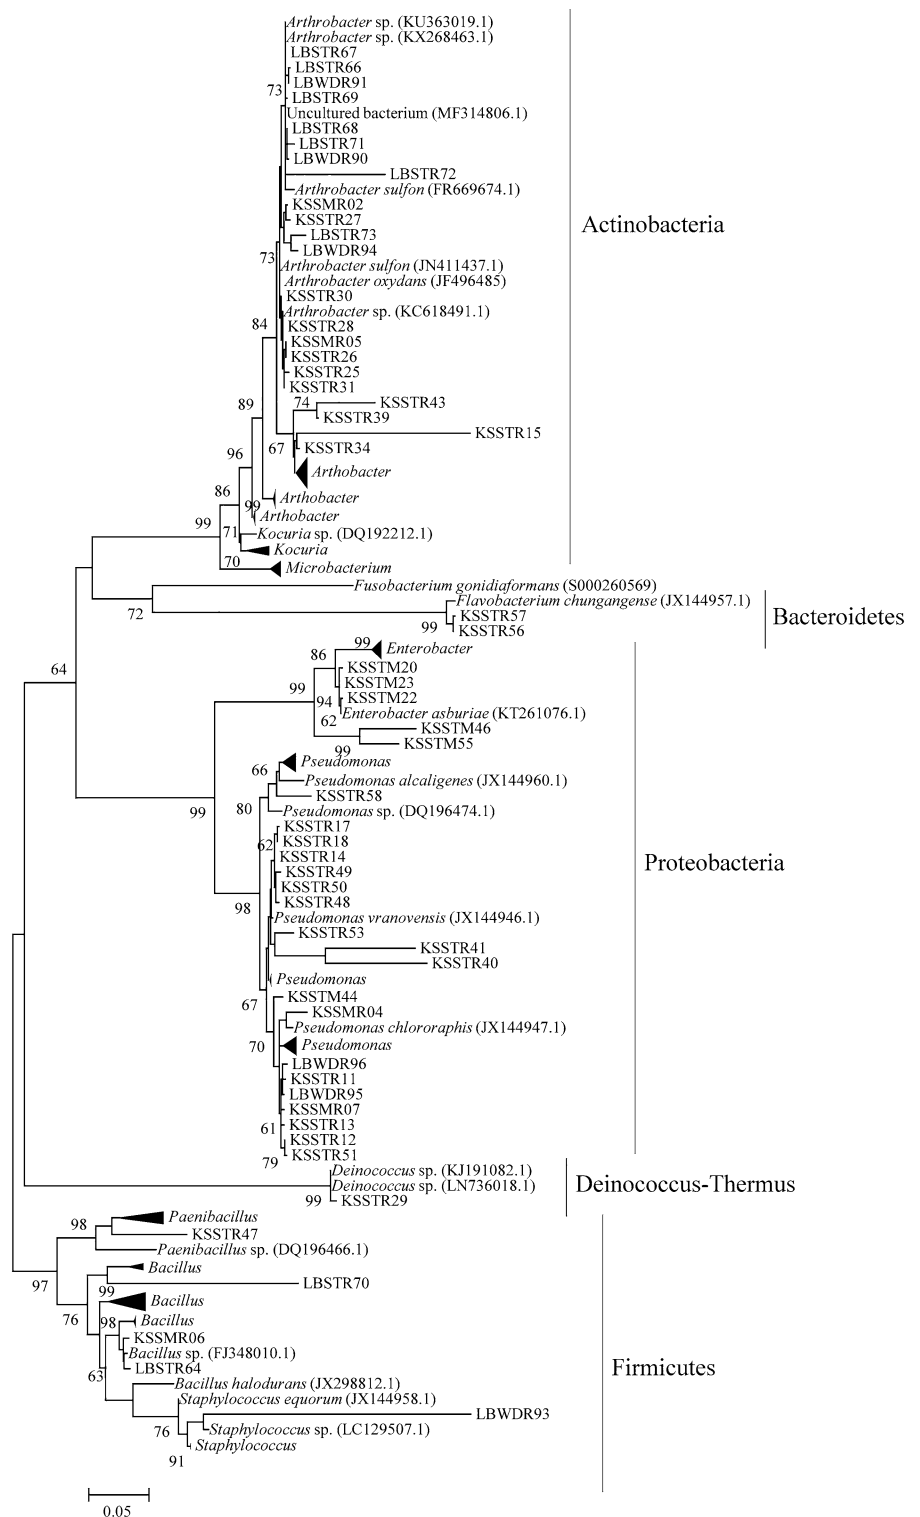 Arthrobacter sp. (KU363019.1)
Arthrobacter sp. (KX268463.1)
LBSTR67
LBSTR66
LBWDR91
73
LBSTR69
Uncultured bacterium (MF314806.1)
LBSTR68
LBSTR71
LBWDR90
LBSTR72
Arthrobacter sulfon (FR669674.1)
KSSMR02
KSSTR27
Actinobacteria
LBSTR73
LBWDR94
73
Arthrobacter sulfon (JN411437.1)
Arthrobacter oxydans (JF496485)
KSSTR30
Arthrobacter sp. (KC618491.1)
84
KSSTR28
KSSMR05
KSSTR26
KSSTR25
KSSTR31
89
74
KSSTR43
KSSTR39
KSSTR15
67
KSSTR34
96
Arthobacter
86
Arthobacter
99
Arthobacter
99
71
Kocuria sp. (DQ192212.1)
Kocuria
70
Microbacterium
Fusobacterium gonidiaformans (S000260569)
Flavobacterium chungangense (JX144957.1)
72
KSSTR57
Bacteroidetes
99
KSSTR56
99
Enterobacter
86
64
KSSTM20
KSSTM23
99
94
KSSTM22
62
Enterobacter asburiae (KT261076.1)
KSSTM46
KSSTM55
99
Pseudomonas
66
Pseudomonas alcaligenes (JX144960.1)
KSSTR58
80
99
Pseudomonas sp. (DQ196474.1)
KSSTR17
62
KSSTR18
KSSTR14
Proteobacteria
KSSTR49
KSSTR50
98
KSSTR48
Pseudomonas vranovensis (JX144946.1)
KSSTR53
KSSTR41
KSSTR40
Pseudomonas
67
KSSTM44
KSSMR04
Pseudomonas chlororaphis (JX144947.1)
70
Pseudomonas
LBWDR96
KSSTR11
LBWDR95
KSSMR07
61
KSSTR13
KSSTR12
79
KSSTR51
Deinococcus sp. (KJ191082.1)
Deinococcus sp. (LN736018.1)
Deinococcus-Thermus
99
KSSTR29
Paenibacillus
98
KSSTR47
Paenibacillus sp. (DQ196466.1)
Bacillus
97
LBSTR70
99
Bacillus
76
98
Bacillus
KSSMR06
Bacillus sp. (FJ348010.1)
63
LBSTR64
Firmicutes
Bacillus halodurans (JX298812.1)
Staphylococcus equorum (JX144958.1)
LBWDR93
76
Staphylococcus sp. (LC129507.1)
Staphylococcus
91
0.05